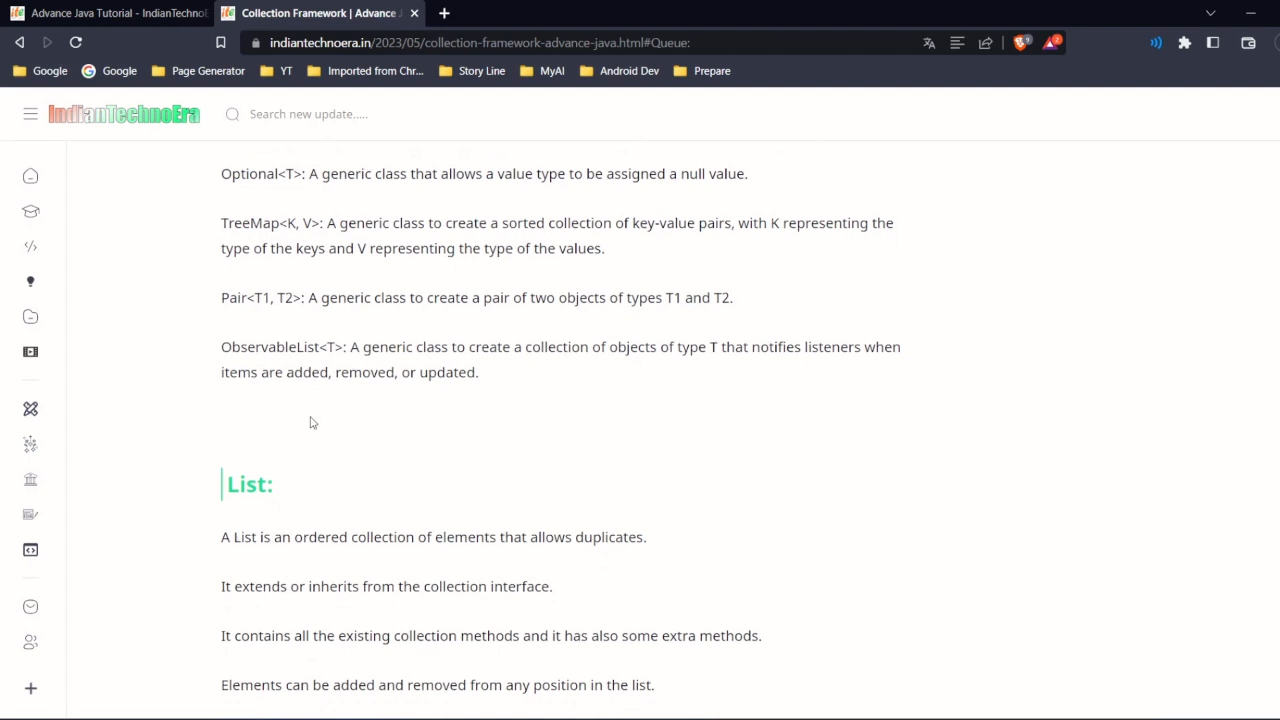 Advance Java Tutorial - IndianTechnoE
Collection Framework | Advance J
indiantechnoera.in/2023/05/collection-framework-advance-java.html#Queue:
9
2
Google
Google
Page Generator
YT
Imported from Chr...
Story Line
MyAI
Android Dev
Prepare
IndianTechnoEra
Search new update.....
Optional<T>: A generic class that allows a value type to be assigned a null value.
TreeMap<K, V>: A generic class to create a sorted collection of key-value pairs, with K representing the
type of the keys and V representing the type of the values.
Pair<T1, T2>: A generic class to create a pair of two objects of types T1 and T2.
ObservableList<T>: A generic class to create a collection of objects of type T that notifies listeners when
items are added, removed, or updated.
List:
A List is an ordered collection of elements that allows duplicates.
It extends or inherits from the collection interface.
It contains all the existing collection methods and it has also some extra methods.
Elements can be added and removed from any position in the list.